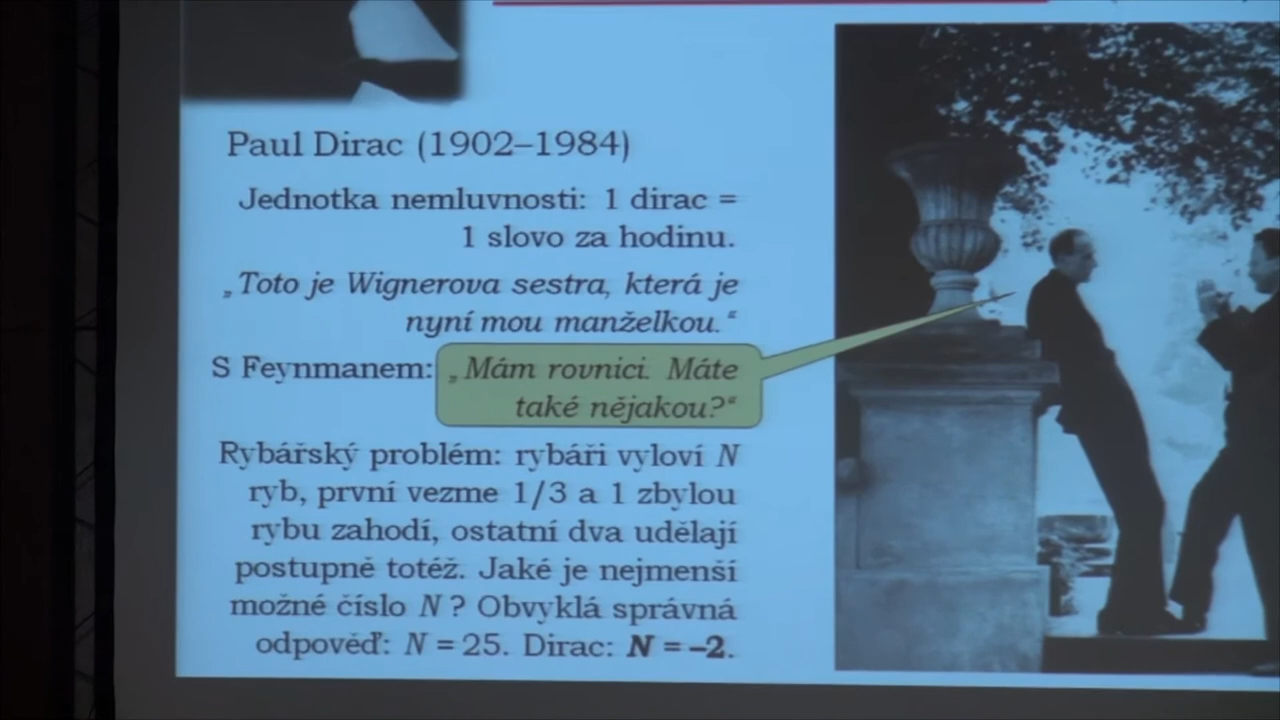 Paul Dirac (1902–1984)
Jednotka nemluvnosti: 1 dirac =
1 slovo za hodinu.
„Toto je Wignerova sestra, která je
nyní mou manželkou.“
S Feynmanem: „Mám rovnici. Máte
také nějakou?“
Rybářský problém: rybáři vyloví N
ryb, první vezme 1/3 a 1 zbylou
rybu zahodí, ostatní dva udělají
postupně totéž. Jaké je nejmenší
možné číslo N? Obvyklá správná
odpověď: N = 25. Dirac: N = –2.